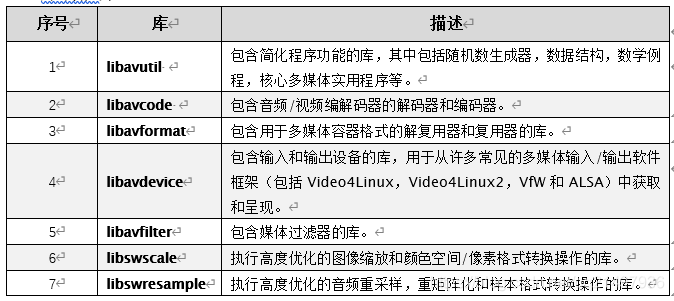 序号 库 描述
1 libavutil 包含简化程序功能的库，其中包括随机数生成器，数据结构，数学例
程，核心多媒体实用程序等。
2 libavcode 包含音频/视频编解码器的解码器和编码器。
3 libavformat 包含用于多媒体容器格式的解复用器和复用器的库。
4 libavdevice 包含输入和输出设备的库，用于从许多常见的多媒体输入/输出软件
框架（包括 Video4Linux，Video4Linux2，VfW 和 ALSA）中获取
和呈现。
5 libavfilter 包含媒体过滤器的库。
6 libswscale 执行高度优化的图像缩放和颜色空间/像素格式转换操作的库。
7 libswresample 执行高度优化的音频重采样，重矩阵化和样本格式转换操作的库。